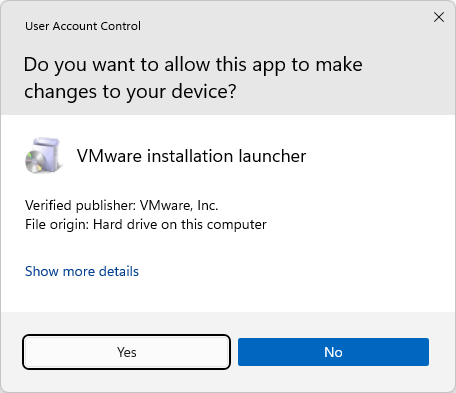 User Account Control
Do you want to allow this app to make
changes to your device?
VMware installation launcher
Verified publisher: VMware, Inc.
File origin: Hard drive on this computer
Show more details
Yes
No